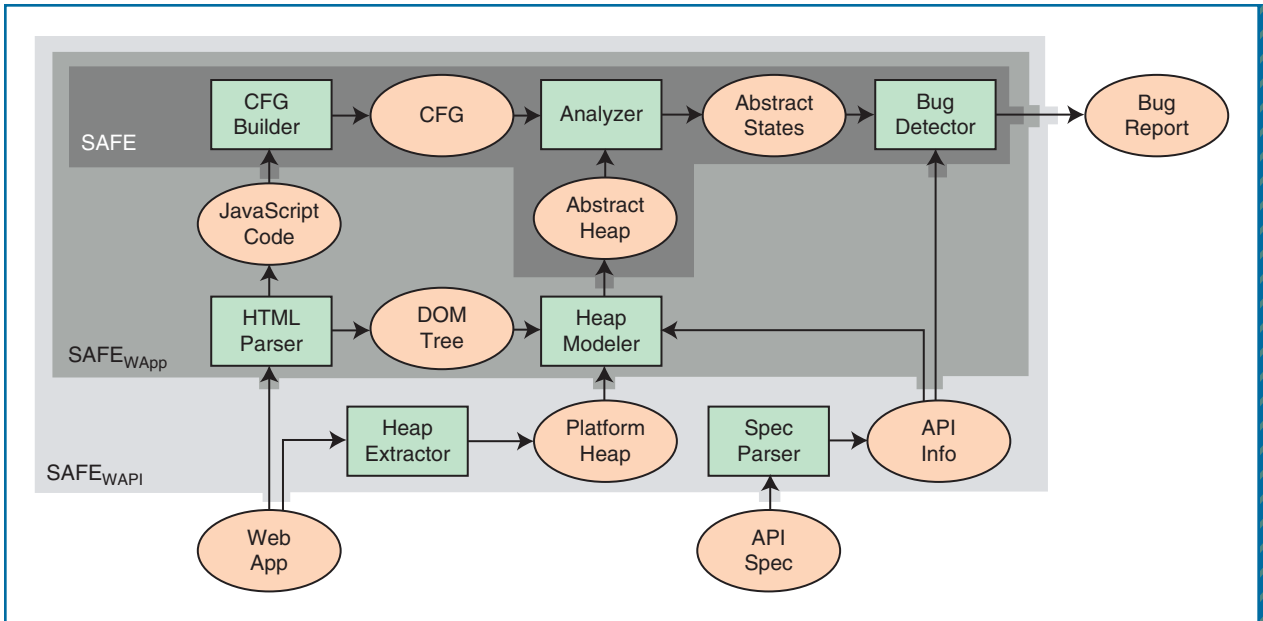 CFG
Builder
CFG
Analyzer
Abstract
States
Bug
Detector
Bug
Report
SAFE
JavaScript
Code
Abstract
Heap
HTML
Parser
DOM
Tree
Heap
Modeler
SAFEWApp
Heap
Extractor
Platform
Heap
Spec
Parser
API
Info
SAFEWAPI
Web
App
API
Spec